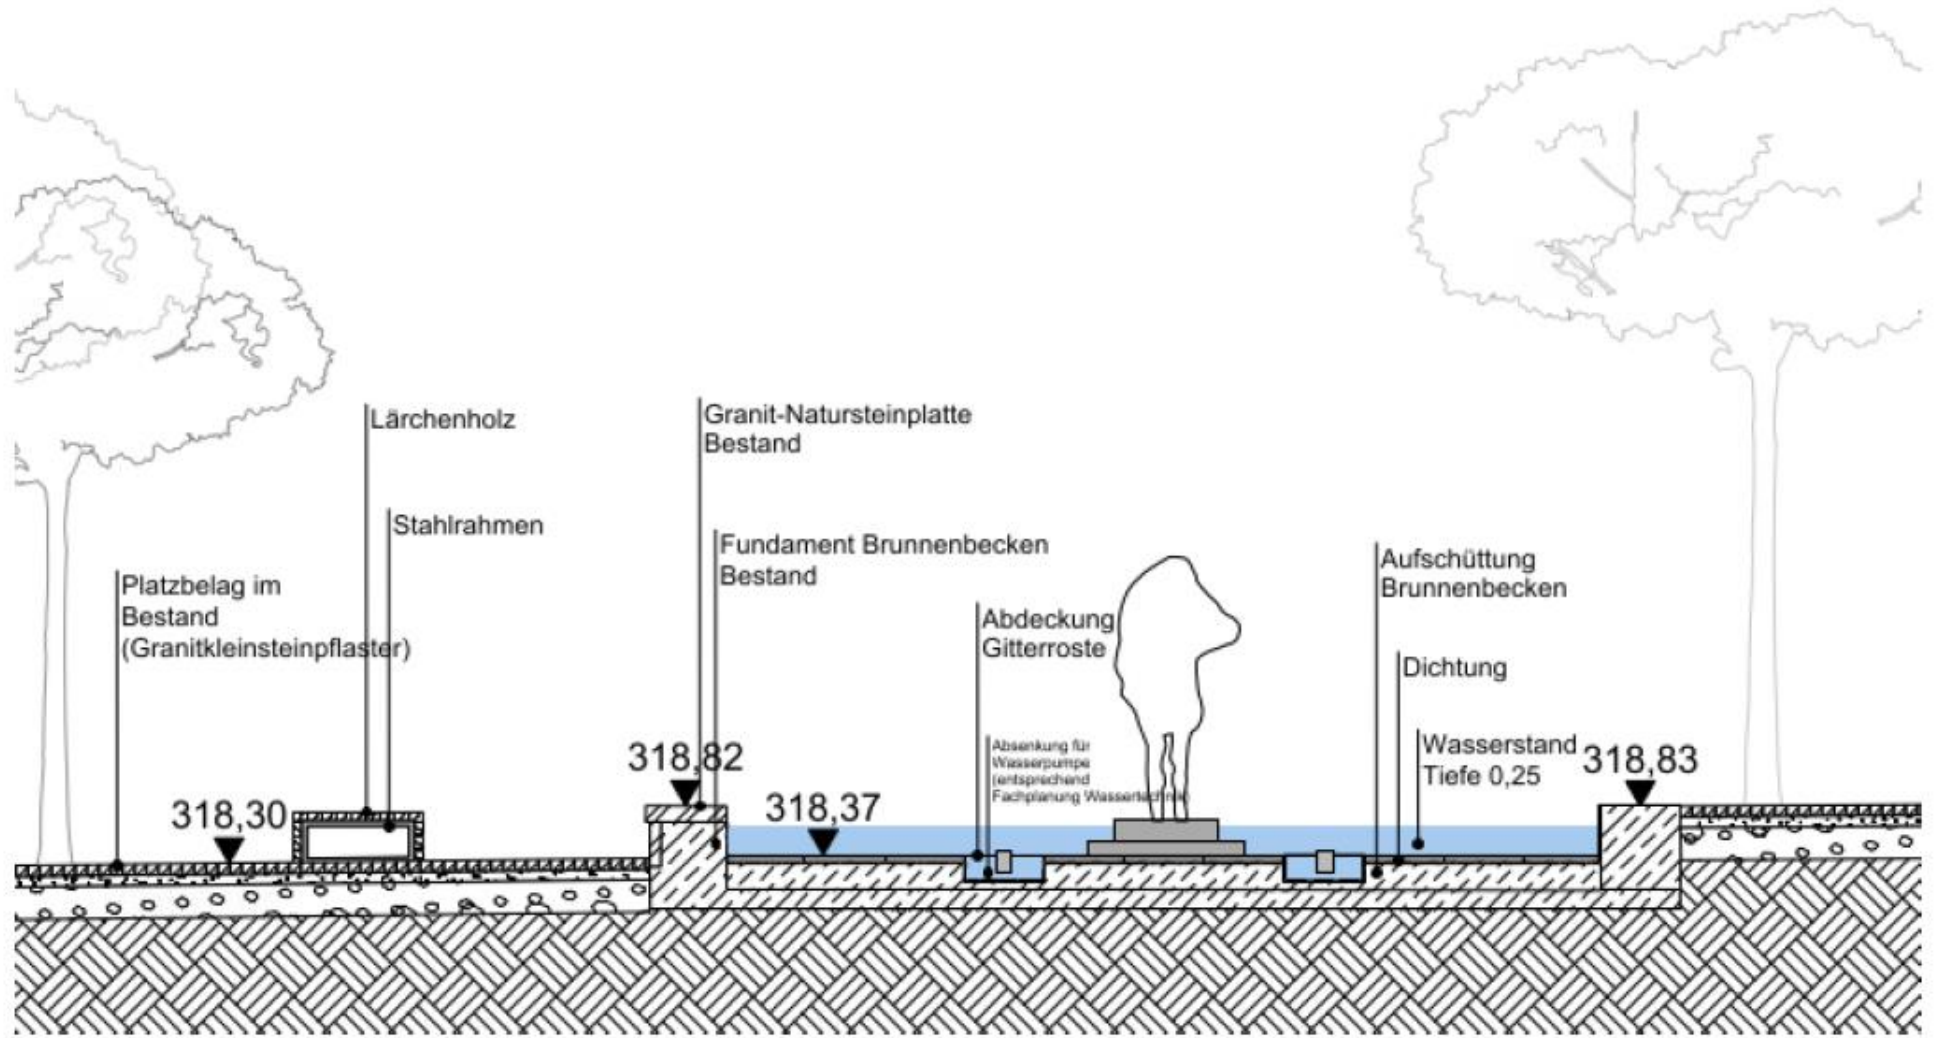 Lärchenholz
Granit-Natursteinplatte
Bestand
Stahlrahmen
Fundament Brunnenbecken
Bestand
Aufschüttung
Brunnenbecken
Platzbelag im
Bestand
(Granitkleinsteinpflaster)
Abdeckung
Gitterroste
Dichtung
Absenkung für
Wasserpumpe
(entsprechend
Fachplanung Wassertechnik)
Wasserstand
Tiefe 0,25
318,82
318,83
318,30
318,37